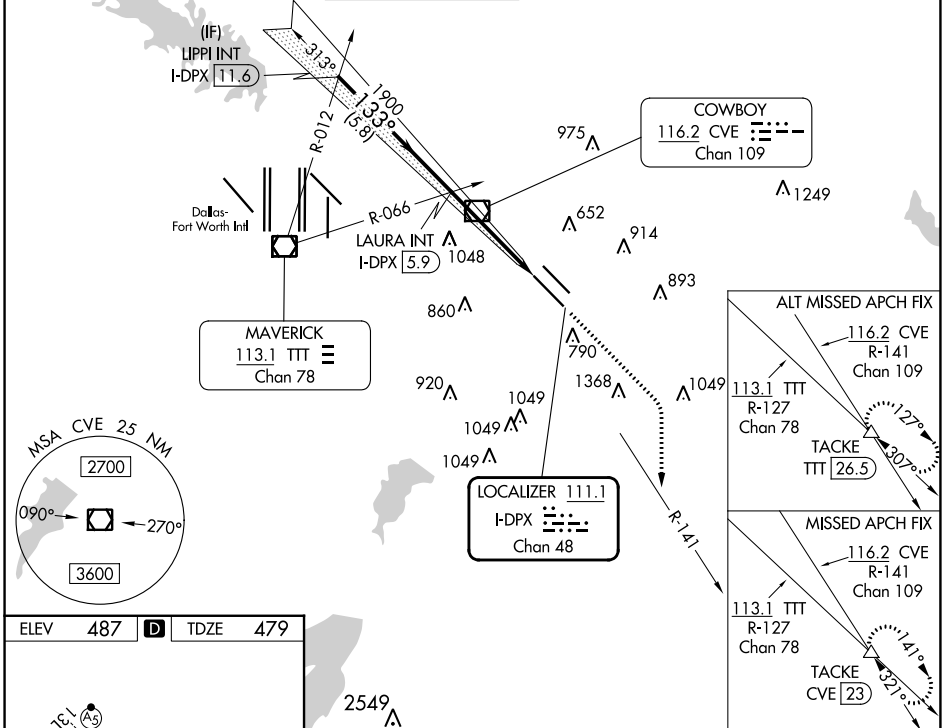 (IF)
LIPPI INT
I-DPX 11.6
313°
1900
133°
(5.8)
R-012
COWBOY
116.2 CVE
Chan 109
975
1249
Dallas-
Fort Worth Intl
R-066
652
LAURA INT
I-DPX 5.9
1048
914
893
860
MAVERICK
113.1 TTT
Chan 78
790
920
1368
1049
1049
1049
1049
LOCALIZER 111.1
I-DPX
Chan 48
R-141
ALT MISSED APCH FIX
116.2 CVE
R-141
Chan 109
113.1 TTT
R-127
Chan 78
127°
307°
TACKE
TTT 26.5
MISSED APCH FIX
116.2 CVE
R-141
Chan 109
113.1 TTT
R-127
Chan 78
141°
321°
TACKE
CVE 23
MSA CVE 25 NM
2700
090°
270°
3600
ELEV 487 D TDZE 479
2549
A5